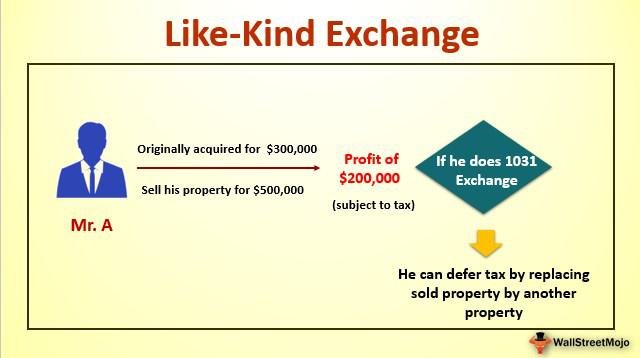 Like-Kind Exchange
Originally acquired for $300,000
Sell his property for $500,000
Mr. A
Profit of
$200,000
(subject to tax)
If he does 1031
Exchange
He can defer tax by replacing
sold property by another
property
WallStreetMojo